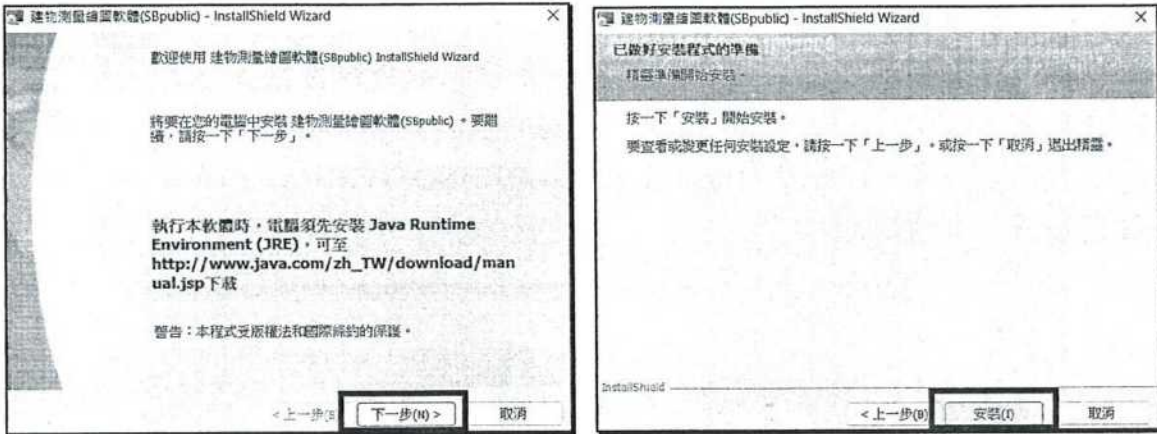 建物測量繪圖軟體(SBpublic) - InstallShield Wizard
歡迎使用 建物測量繪圖軟體(SBpublic) InstallShield Wizard
將要在您的電腦中安裝 建物測量繪圖軟體(SBpublic) 。要繼
續，請按一下「下一步」。
執行本軟體時，電腦須先安裝 Java Runtime
Environment (JRE)，可至
http://www.java.com/zh_TW/download/man
ual.jsp下載
警告：本程式受版權法和國際條約的保護。
<上一步(B
下一步(N) >
取消
建物測量繪圖軟體(SBpublic) - InstallShield Wizard
已做好安裝程式的準備
精靈準備開始安裝。
按一下「安裝」開始安裝。
要查看或變更任何安裝設定，請按一下「上一步」。或按一下「取消」退出精靈。
InstallShield
<上一步(B)
安裝(I)
取消